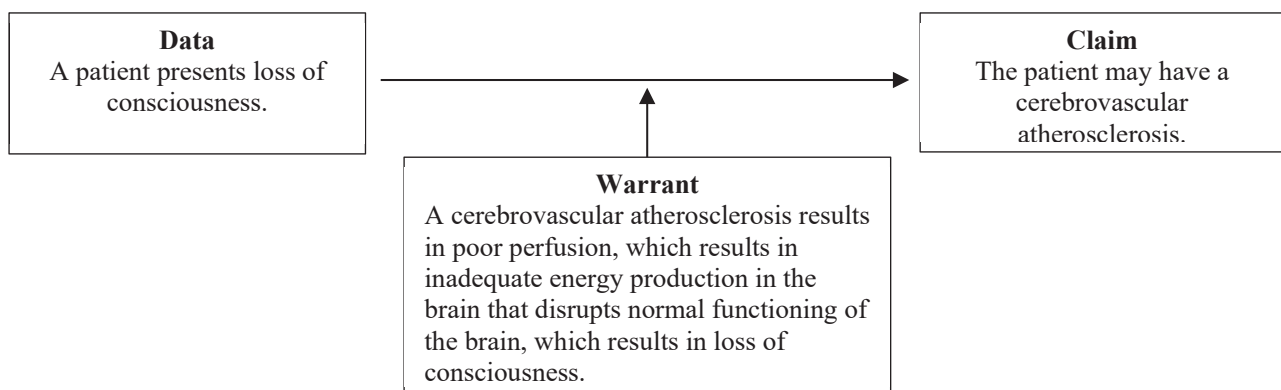 Data
A patient presents loss of
consciousness.
Claim
The patient may have a
cerebrovascular
atherosclerosis.
Warrant
A cerebrovascular atherosclerosis results
in poor perfusion, which results in
inadequate energy production in the
brain that disrupts normal functioning of
the brain, which results in loss of
consciousness.